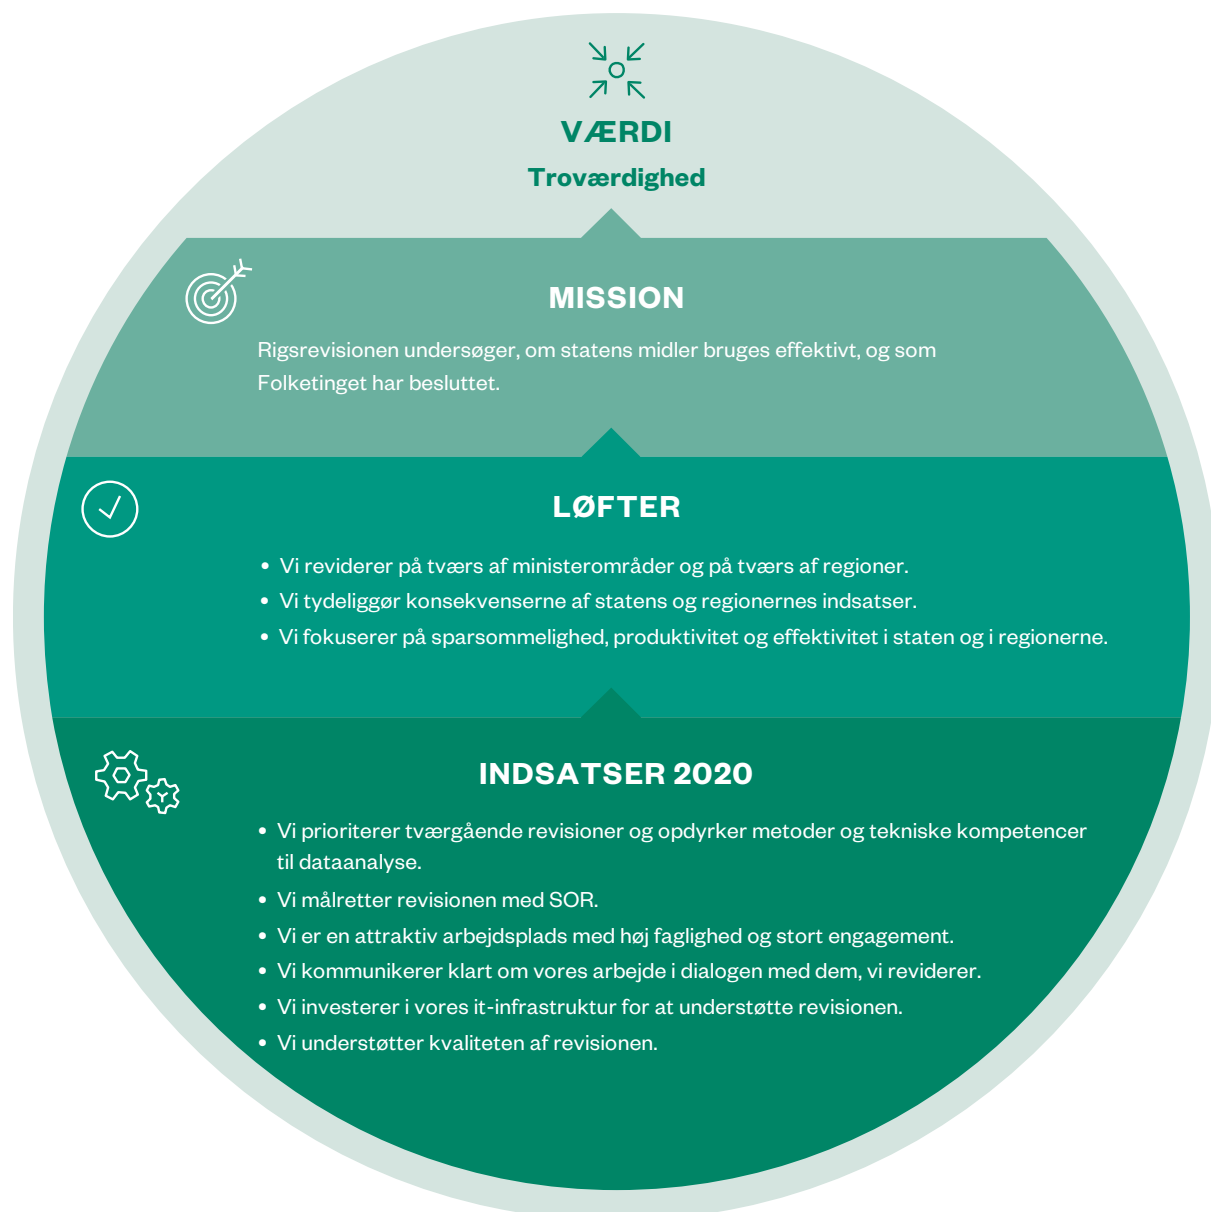 VÆRDI
Troværdighed
MISSION
Rigsrevisionen undersøger, om statens midler bruges effektivt, og som
Folketinget har besluttet.
LØFTER
• Vi reviderer på tværs af ministerområder og på tværs af regioner.
• Vi tydeliggør konsekvenserne af statens og regionernes indsatser.
• Vi fokuserer på sparsommelighed, produktivitet og effektivitet i staten og i regionerne.
INDSATSER 2020
• Vi prioriterer tværgående revisioner og opdyrker metoder og tekniske kompetencer
til dataanalyse.
• Vi målretter revisionen med SOR.
• Vi er en attraktiv arbejdsplads med høj faglighed og stort engagement.
• Vi kommunikerer klart om vores arbejde i dialogen med dem, vi reviderer.
• Vi investerer i vores it-infrastruktur for at understøtte revisionen.
• Vi understøtter kvaliteten af revisionen.